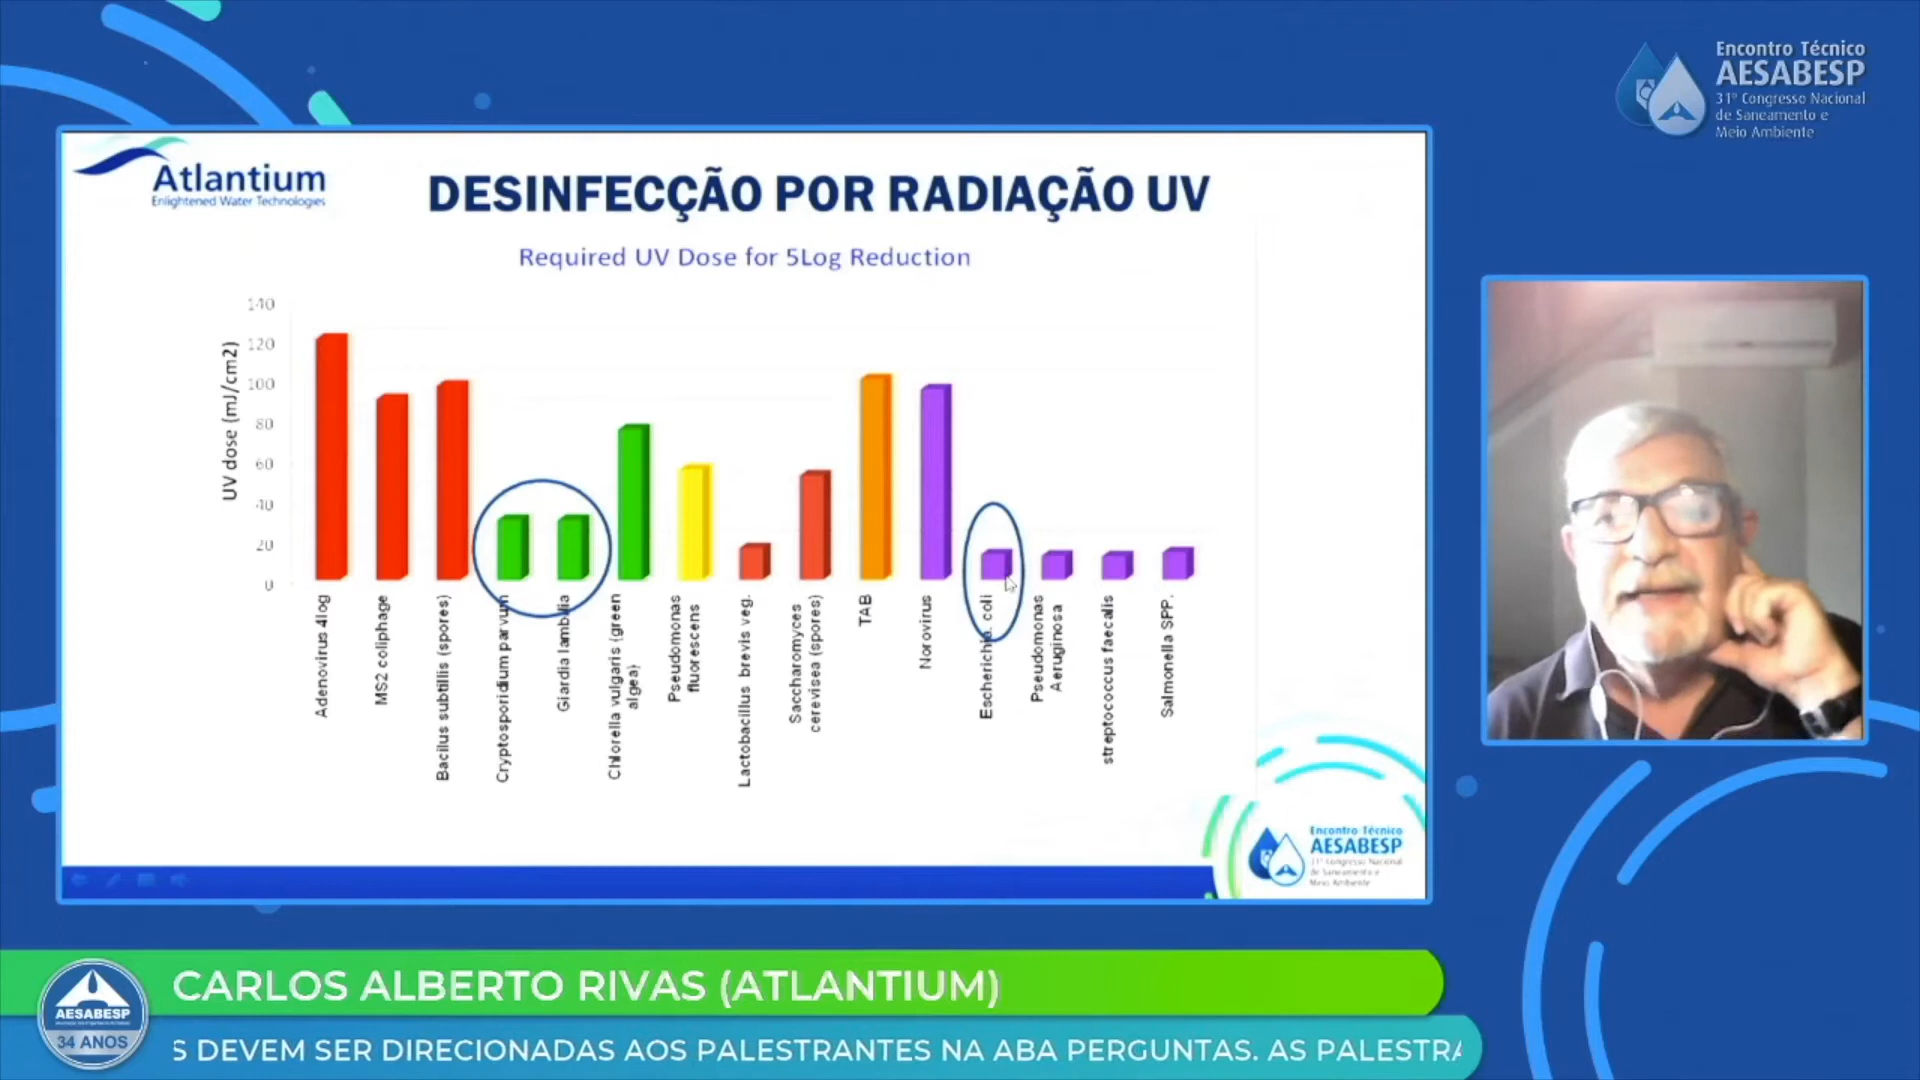 Encontro Técnico
AESABESP
31º Congresso Nacional
de Saneamento e
Meio Ambiente
Atlantium
Enlightened Water Technologies
DESINFECÇÃO POR RADIAÇÃO UV
Required UV Dose for 5Log Reduction
UV dose (mJ/cm2)
140
120
100
80
60
40
20
0
Adenovirus 4log
MS2 coliphage
Bacilus subtillis (spores)
Cryptosporidium parvum
Giardia lamblia
Chlorella vulgaris (green
algea)
Pseudomonas
fluorescens
Lactobacillus brevis veg.
Saccharomyces
cerevisea (spores)
TAB
Norovirus
Escherichia. coli
Pseudomonas
Aeruginosa
streptococcus faecalis
Salmonella SPP.
Encontro Técnico
AESABESP
31º Congresso Nacional
de Saneamento e
Meio Ambiente
CARLOS ALBERTO RIVAS (ATLANTIUM)
AESABESP
34 ANOS
S DEVEM SER DIRECIONADAS AOS PALESTRANTES NA ABA PERGUNTAS. AS PALESTRA